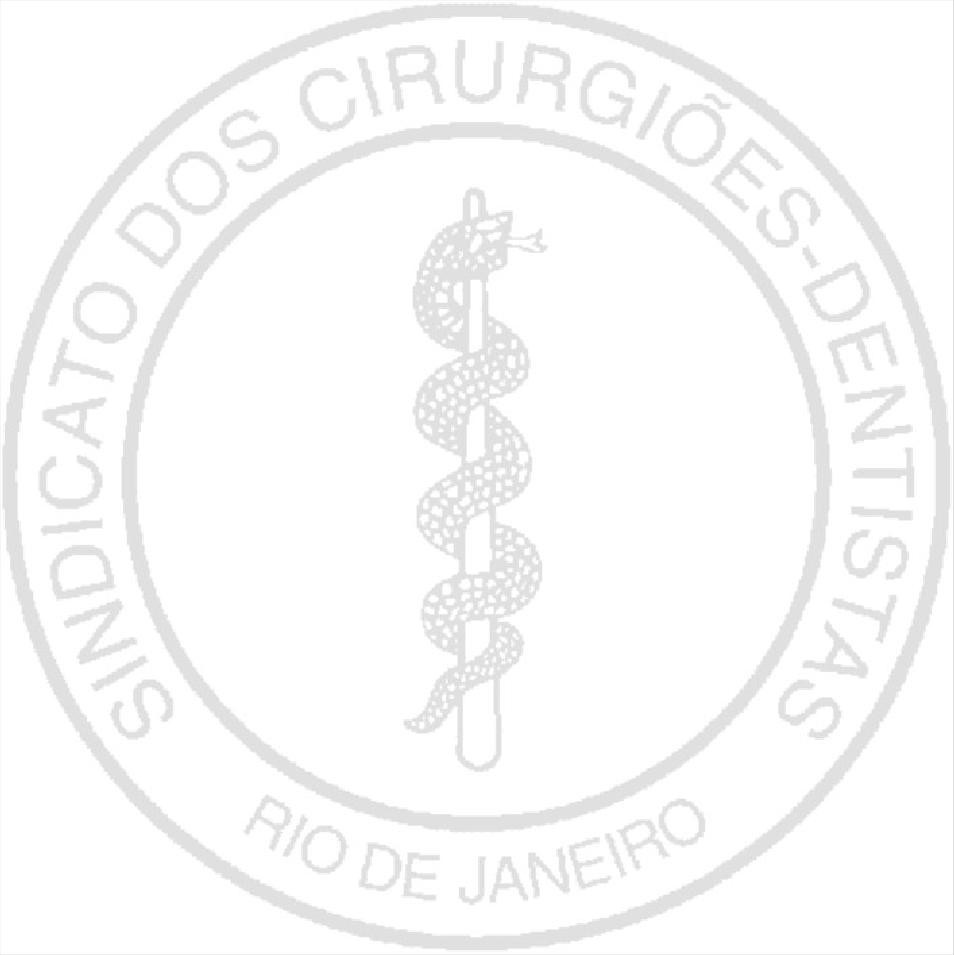 SINDICATO DOS CIRURGIÕES-DENTISTAS
RIO DE JANEIRO